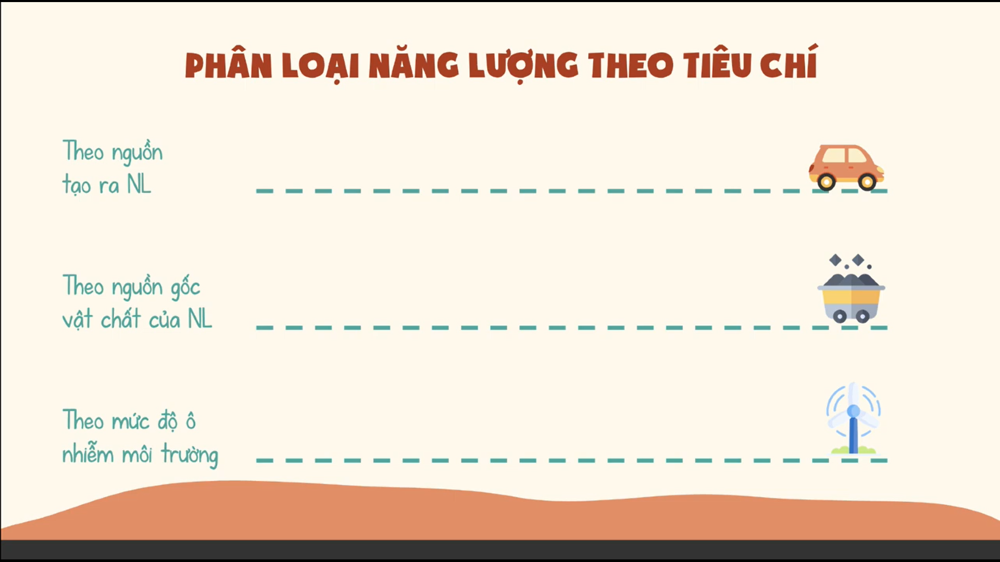 PHÂN LOẠI NĂNG LƯỢNG THEO TIÊU CHÍ
Theo nguồn
tạo ra NL
Theo nguồn gốc
vật chất của NL
Theo mức độ ô
nhiễm môi trường